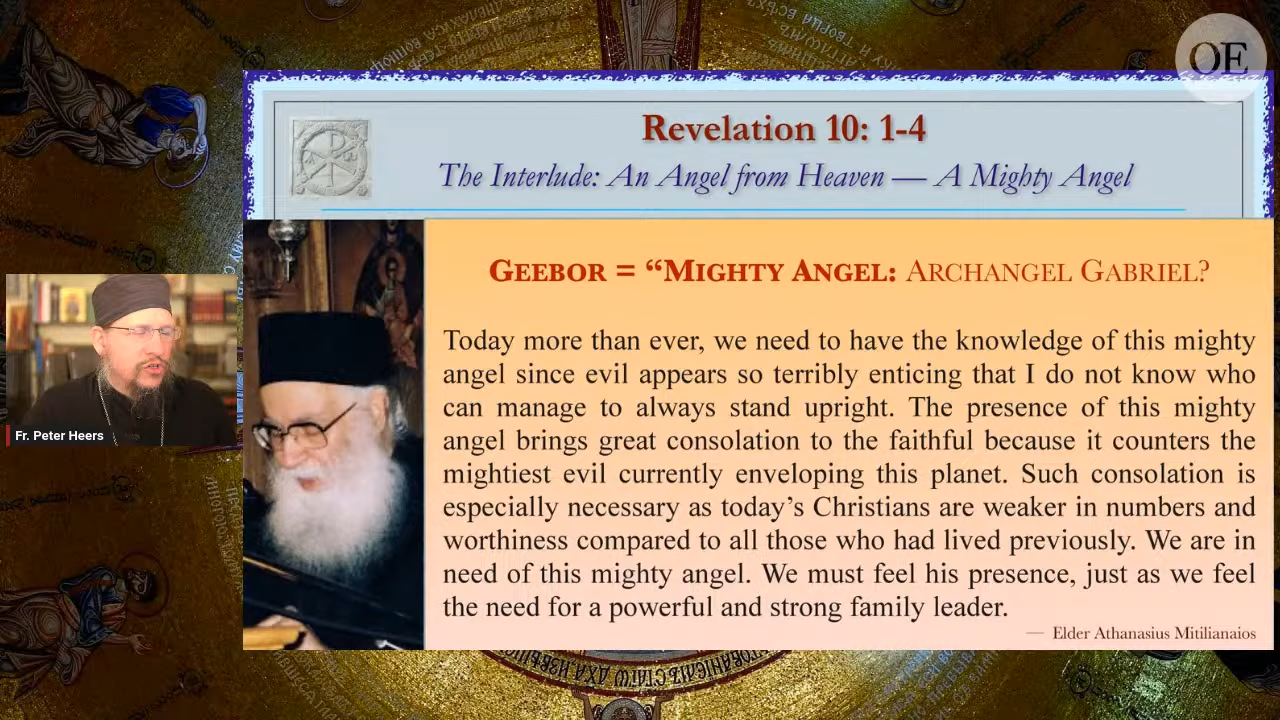 OE
Revelation 10: 1-4
The Interlude: An Angel from Heaven — A Mighty Angel
GEEBOR = “MIGHTY ANGEL: ARCHANGEL GABRIEL?
Today more than ever, we need to have the knowledge of this mighty
angel since evil appears so terribly enticing that I do not know who
can manage to always stand upright. The presence of this mighty
angel brings great consolation to the faithful because it counters the
mightiest evil currently enveloping this planet. Such consolation is
especially necessary as today’s Christians are weaker in numbers and
worthiness compared to all those who had lived previously. We are in
need of this mighty angel. We must feel his presence, just as we feel
the need for a powerful and strong family leader.
— Elder Athanasius Mitilianaios
Fr. Peter Heers